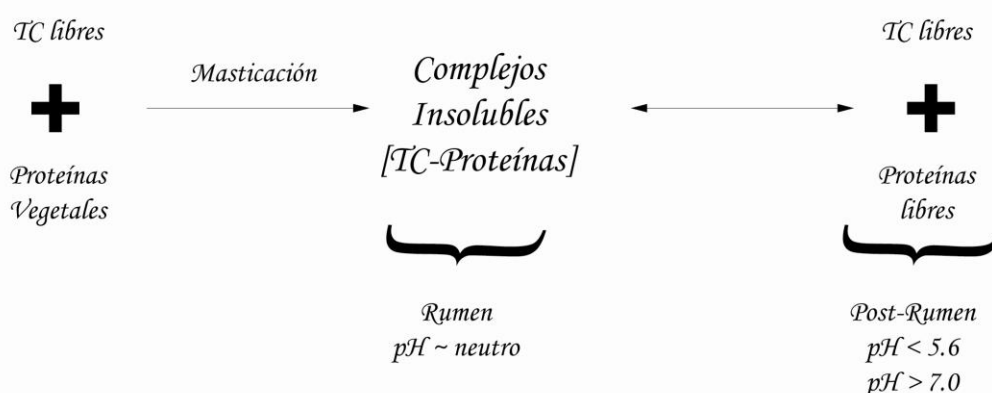 TC libres
+
Proteínas
Vegetales
Masticación
Complejos
Insolubles
[TC-Proteínas]
Rumen
pH ~ neutro
TC libres
+
Proteínas
libres
Post-Rumen
pH < 5.6
pH > 7.0